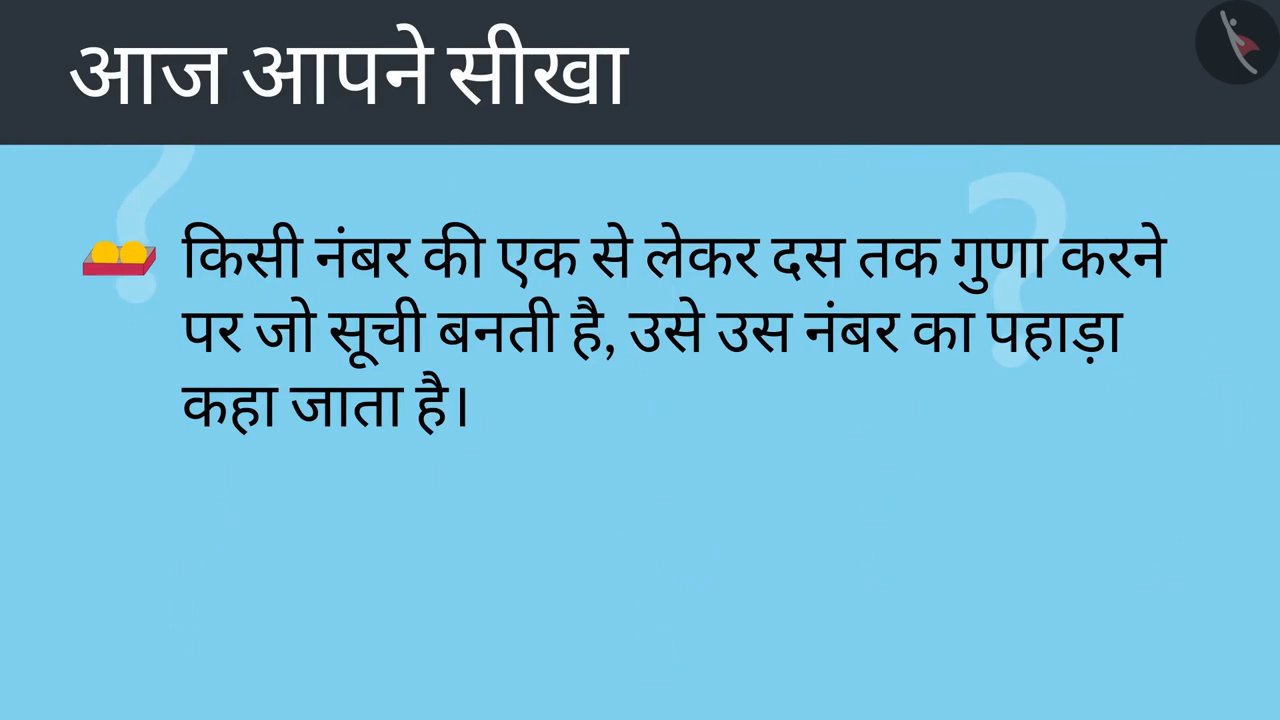 आज आपने सीखा
किसी नंबर की एक से लेकर दस तक गुणा करने
पर जो सूची बनती है, उसे उस नंबर का पहाड़ा
कहा जाता है।